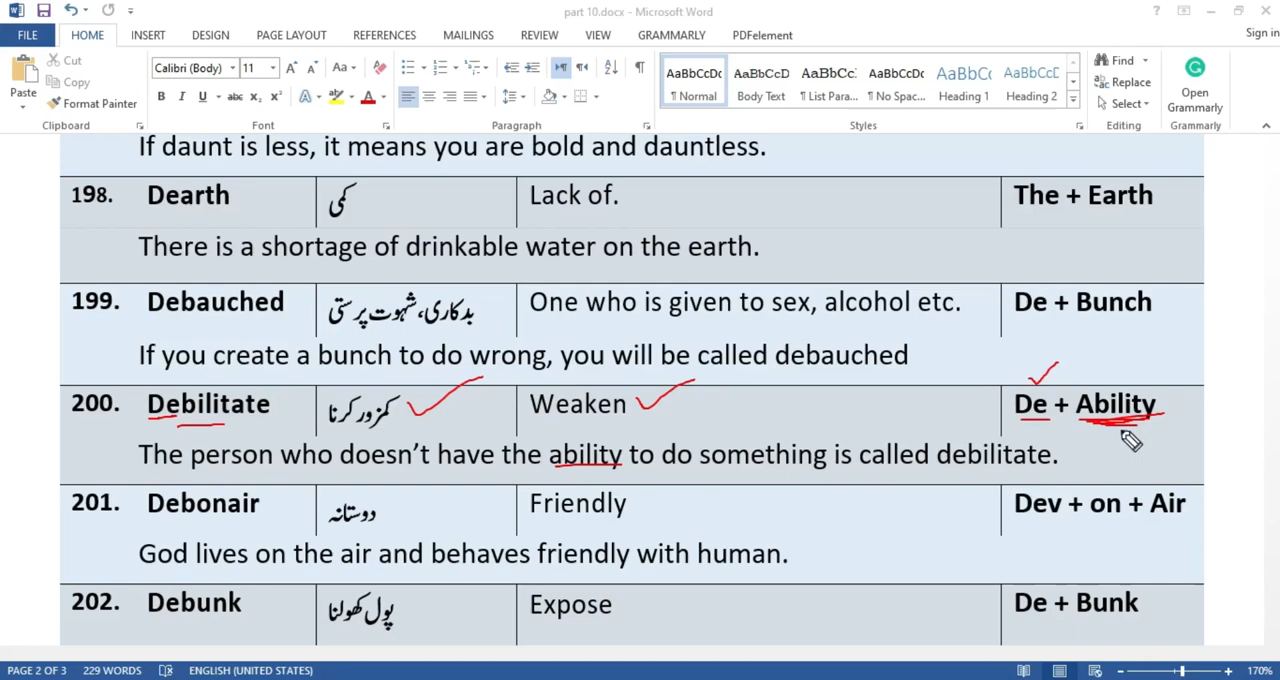 part 10.docx - Microsoft Word
Sign in
FILE HOME INSERT DESIGN PAGE LAYOUT REFERENCES MAILINGS REVIEW VIEW GRAMMARLY PDFelement
Paste Cut Copy Format Painter
Clipboard
Calibri (Body) 11
Font
Paragraph
AaBbCcDc AaBbCcD AaBbCc: AaBbCcDc AaBbC( AaBbCcD
¶ Normal Body Text ¶ List Para... ¶ No Spac... Heading 1 Heading 2
Styles
Find Replace Select
Editing
Open Grammarly
Grammarly
If daunt is less, it means you are bold and dauntless.
198. Dearth کمی Lack of. The + Earth
There is a shortage of drinkable water on the earth.
199. Debauched بدکاری، شہوت پرستی One who is given to sex, alcohol etc. De + Bunch
If you create a bunch to do wrong, you will be called debauched
200. Debilitate کمزور کرنا Weaken De + Ability
The person who doesn't have the ability to do something is called debilitate.
201. Debonair دوستانہ Friendly Dev + on + Air
God lives on the air and behaves friendly with human.
202. Debunk پول کھولنا Expose De + Bunk
PAGE 2 OF 3 229 WORDS ENGLISH (UNITED STATES) 170%